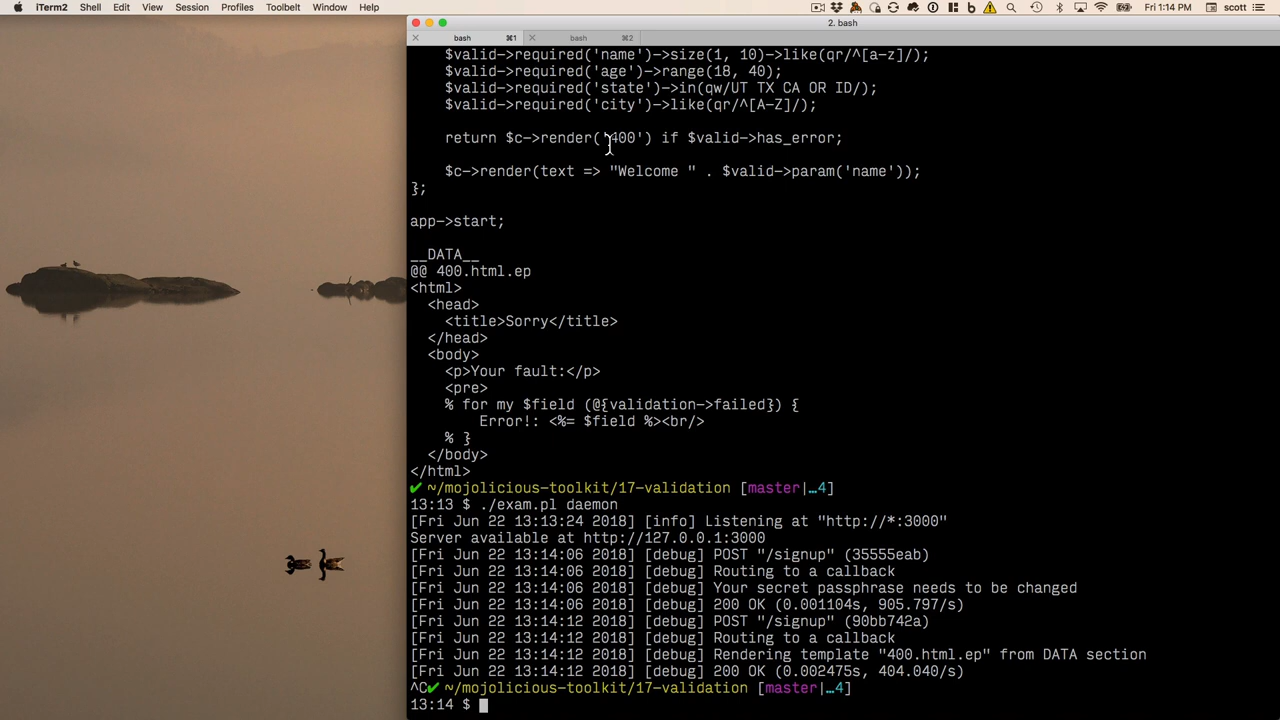 iTerm2 Shell Edit View Session Profiles Toolbelt Window Help Fri 1:14 PM scott
2. bash
bash ⌘1 bash ⌘2
$valid->required('name')->size(1, 10)->like(qr/^[a-z]/);
$valid->required('age')->range(18, 40);
$valid->required('state')->in(qw/UT TX CA OR ID/);
$valid->required('city')->like(qr/^[A-Z]/);
return $c->render('400') if $valid->has_error;
$c->render(text => "Welcome " . $valid->param('name'));
};
app->start;
__DATA__
@@ 400.html.ep
<html>
<head>
<title>Sorry</title>
</head>
<body>
<p>Your fault:</p>
<pre>
% for my $field (@{validation->failed}) {
Error!: <%= $field %><br/>
% }
</body>
</html>
✔ ~/mojolicious-toolkit/17-validation [master|…4]
13:13 $ ./exam.pl daemon
[Fri Jun 22 13:13:24 2018] [info] Listening at "http://*:3000"
Server available at http://127.0.0.1:3000
[Fri Jun 22 13:14:06 2018] [debug] POST "/signup" (35555eab)
[Fri Jun 22 13:14:06 2018] [debug] Routing to a callback
[Fri Jun 22 13:14:06 2018] [debug] Your secret passphrase needs to be changed
[Fri Jun 22 13:14:06 2018] [debug] 200 OK (0.001104s, 905.797/s)
[Fri Jun 22 13:14:12 2018] [debug] POST "/signup" (90bb742a)
[Fri Jun 22 13:14:12 2018] [debug] Routing to a callback
[Fri Jun 22 13:14:12 2018] [debug] Rendering template "400.html.ep" from DATA section
[Fri Jun 22 13:14:12 2018] [debug] 200 OK (0.002475s, 404.040/s)
^C✔ ~/mojolicious-toolkit/17-validation [master|…4]
13:14 $